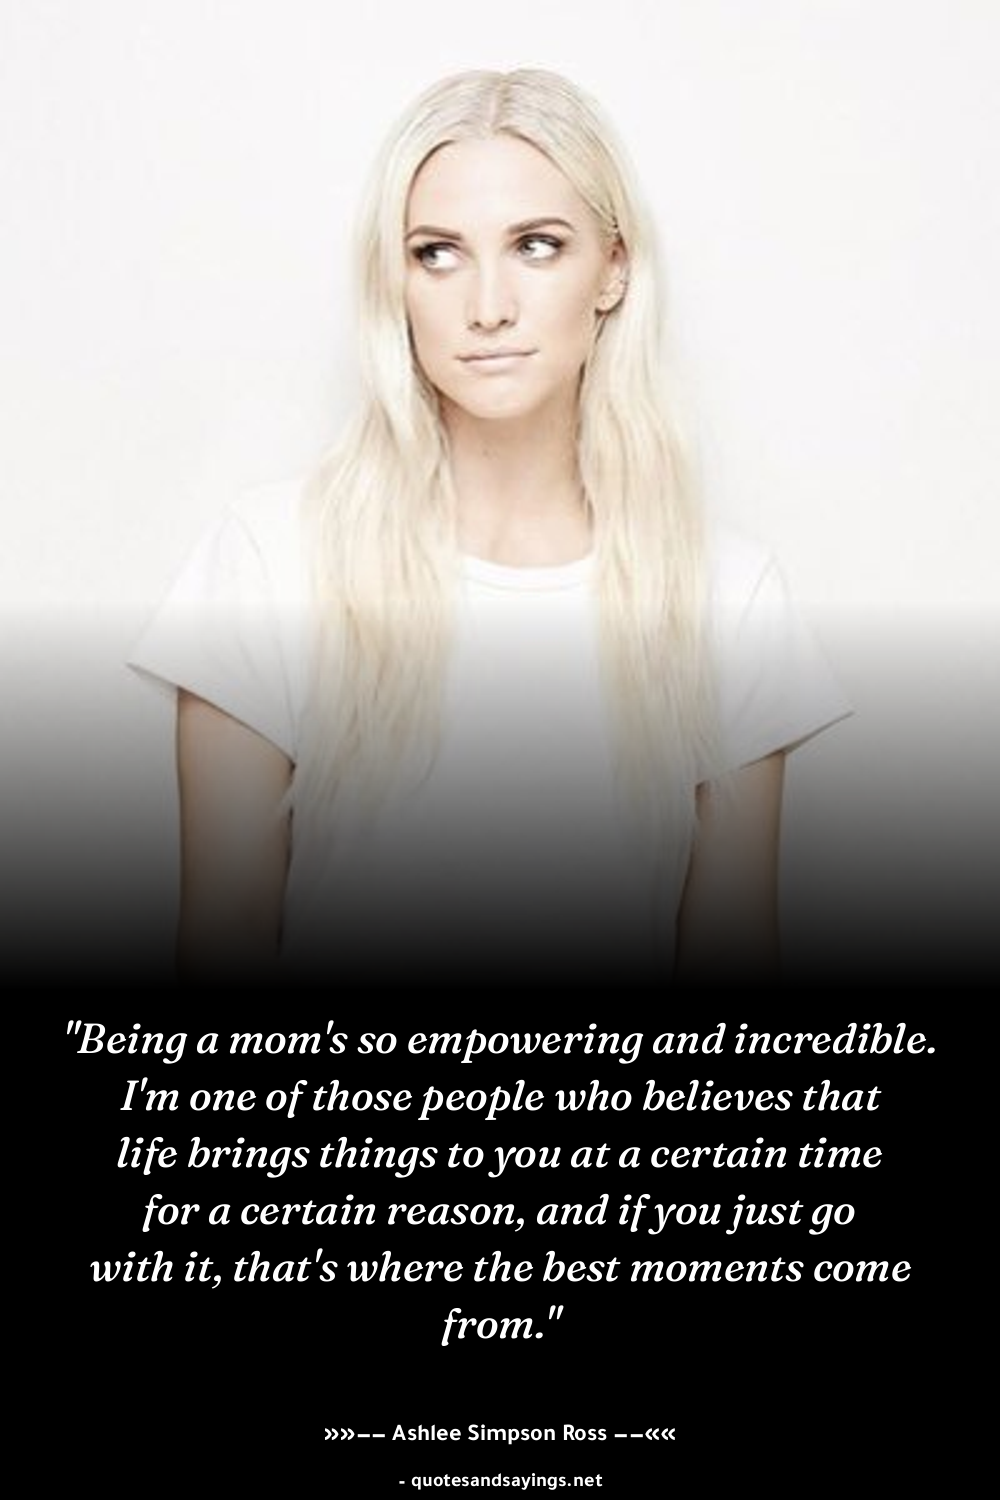 "Being a mom's so empowering and incredible.
I'm one of those people who believes that
life brings things to you at a certain time
for a certain reason, and if you just go
with it, that's where the best moments come
from."
»»–– Ashlee Simpson Ross ––««
- quotesandsayings.net